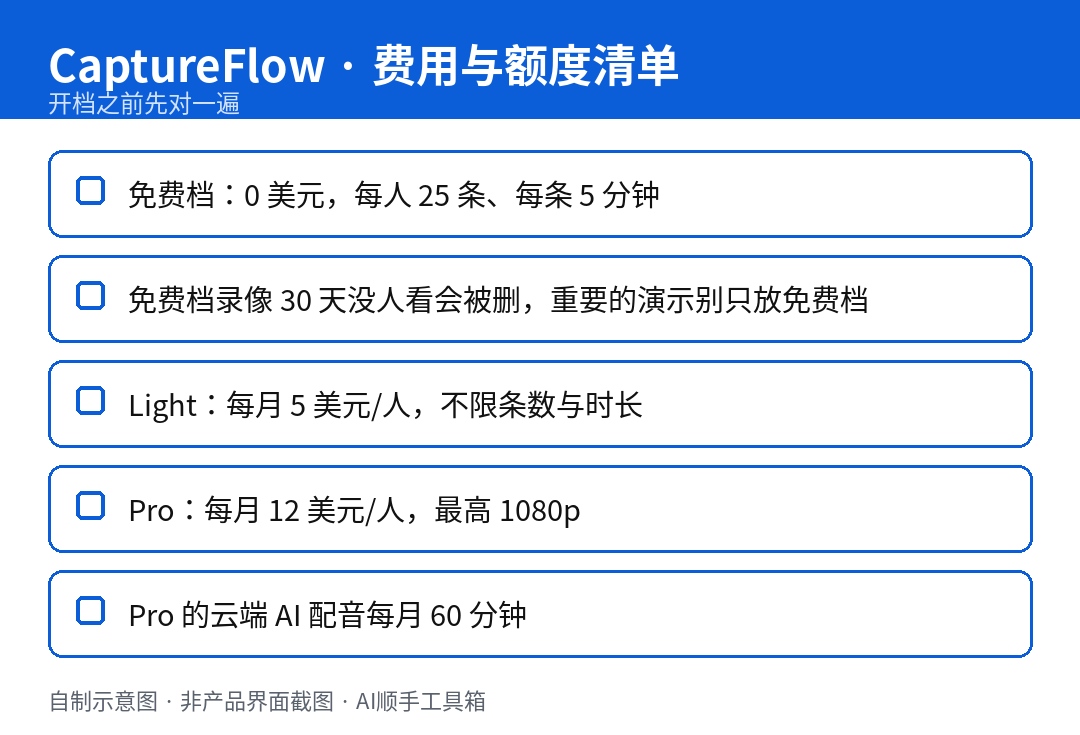 CaptureFlow · 费用与额度清单
开档之前先对一遍
免费档：0 美元，每人 25 条、每条 5 分钟
免费档录像 30 天没人看会被删，重要的演示别只放免费档
Light：每月 5 美元/人，不限条数与时长
Pro：每月 12 美元/人，最高 1080p
Pro 的云端 AI 配音每月 60 分钟
自制示意图 · 非产品界面截图 · AI顺手工具箱